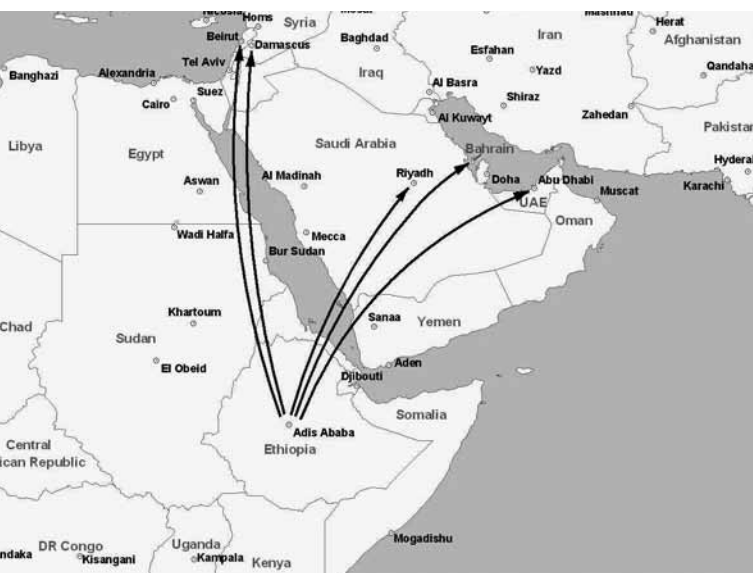 Homs
Syria
Beirut
Damascus
Baghdad
Iran
Herat
Afghanistan
Esfahan
Tel Aviv
Iraq
Yazd
Qandaha
Banghazi
Alexandria
Suez
Al Basra
Shiraz
Cairo
Zahedan
Al Kuwayt
Pakistar
Libya
Egypt
Saudi Arabia
Bahrain
Hyderal
Al Madinah
Riyadh
Doha
Abu Dhabi
Karachi
Aswan
Muscat
UAE
Oman
Wadi Halfa
Mecca
Bur Sudan
Khartoum
Sanaa
Yemen
Chad
Sudan
El Obeid
Aden
Djibouti
Somalia
Adis Ababa
Ethiopia
Central
ican Republic
Mogadishu
DR Congo
Uganda
ndaka
Kisangani
Kampala
Kenya